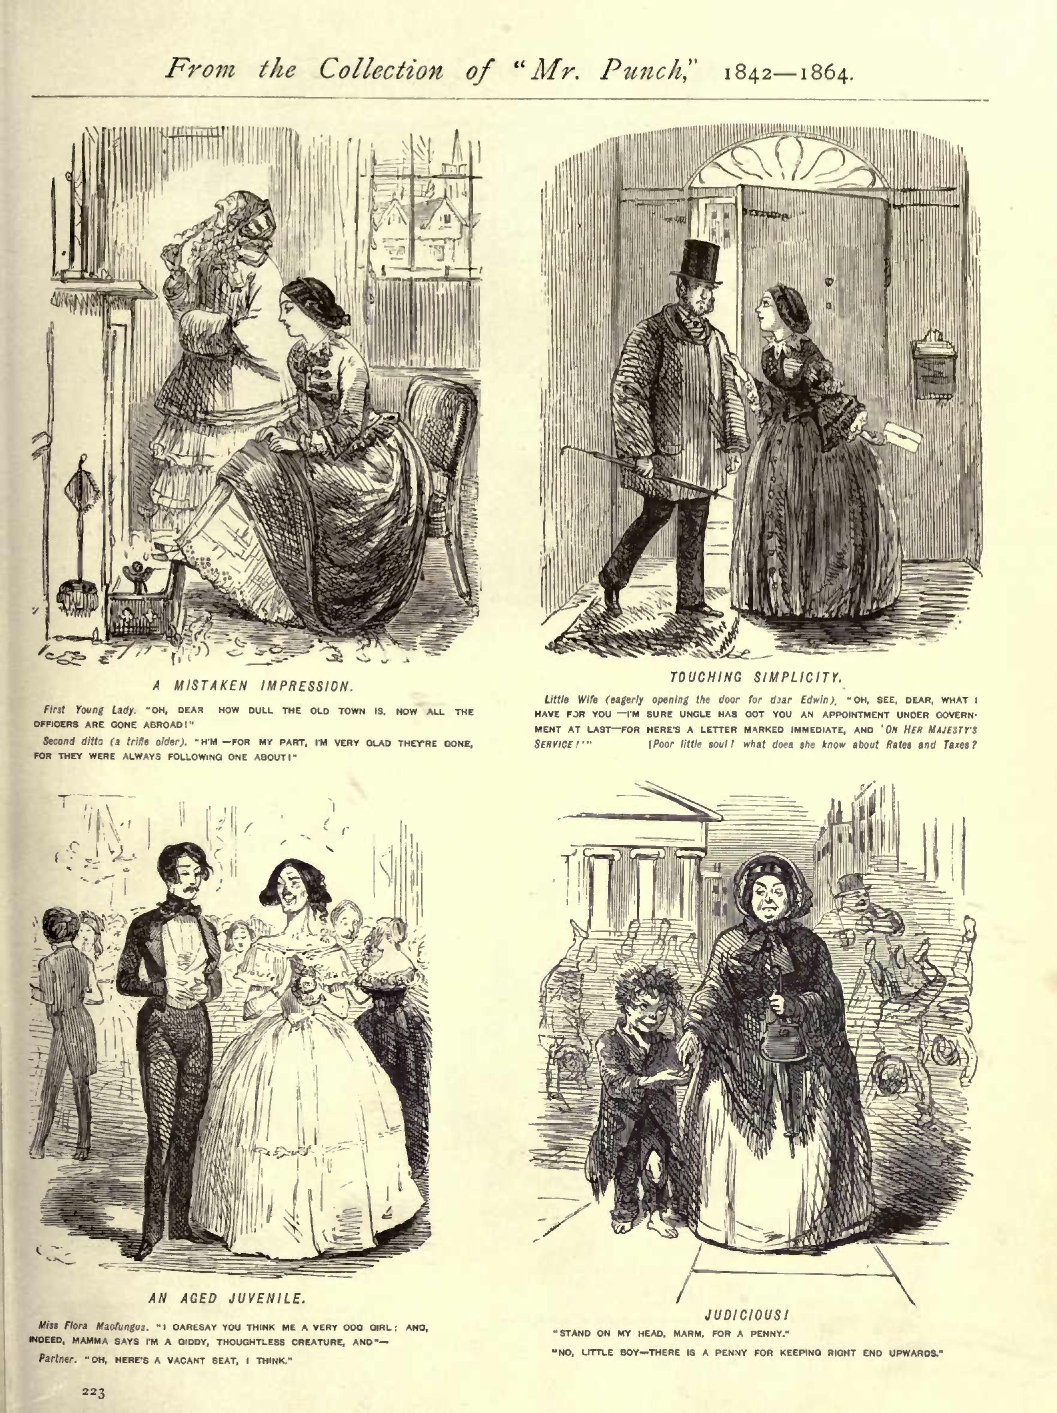 From the Collection of "Mr. Punch," 1842—1864.
A MISTAKEN IMPRESSION.
First Young Lady. "OH, DEAR HOW DULL THE OLD TOWN IS, NOW ALL THE
OFFICERS ARE GONE ABROAD!"
Second ditto (a trifle older). "H'M—FOR MY PART, I'M VERY GLAD THEY'RE GONE,
FOR THEY WERE ALWAYS FOLLOWING ONE ABOUT!"
TOUCHING SIMPLICITY.
Little Wife (eagerly opening the door for dear Edwin). "OH, SEE, DEAR, WHAT I
HAVE FOR YOU—I'M SURE UNCLE HAS GOT YOU AN APPOINTMENT UNDER GOVERN-
MENT AT LAST—FOR HERE'S A LETTER MARKED IMMEDIATE, AND 'ON HER MAJESTY'S
SERVICE!'" [Poor little soul! what does she know about Rates and Taxes?
AN AGED JUVENILE.
Miss Flora Macfungus. "I DARESAY YOU THINK ME A VERY ODD GIRL; AND,
INDEED, MAMMA SAYS I'M A GIDDY, THOUGHTLESS CREATURE, AND"—
Partner. "OH, HERE'S A VACANT SEAT, I THINK."
JUDICIOUS!
"STAND ON MY HEAD, MARM, FOR A PENNY."
"NO, LITTLE BOY—THERE IS A PENNY FOR KEEPING RIGHT END UPWARDS."
223